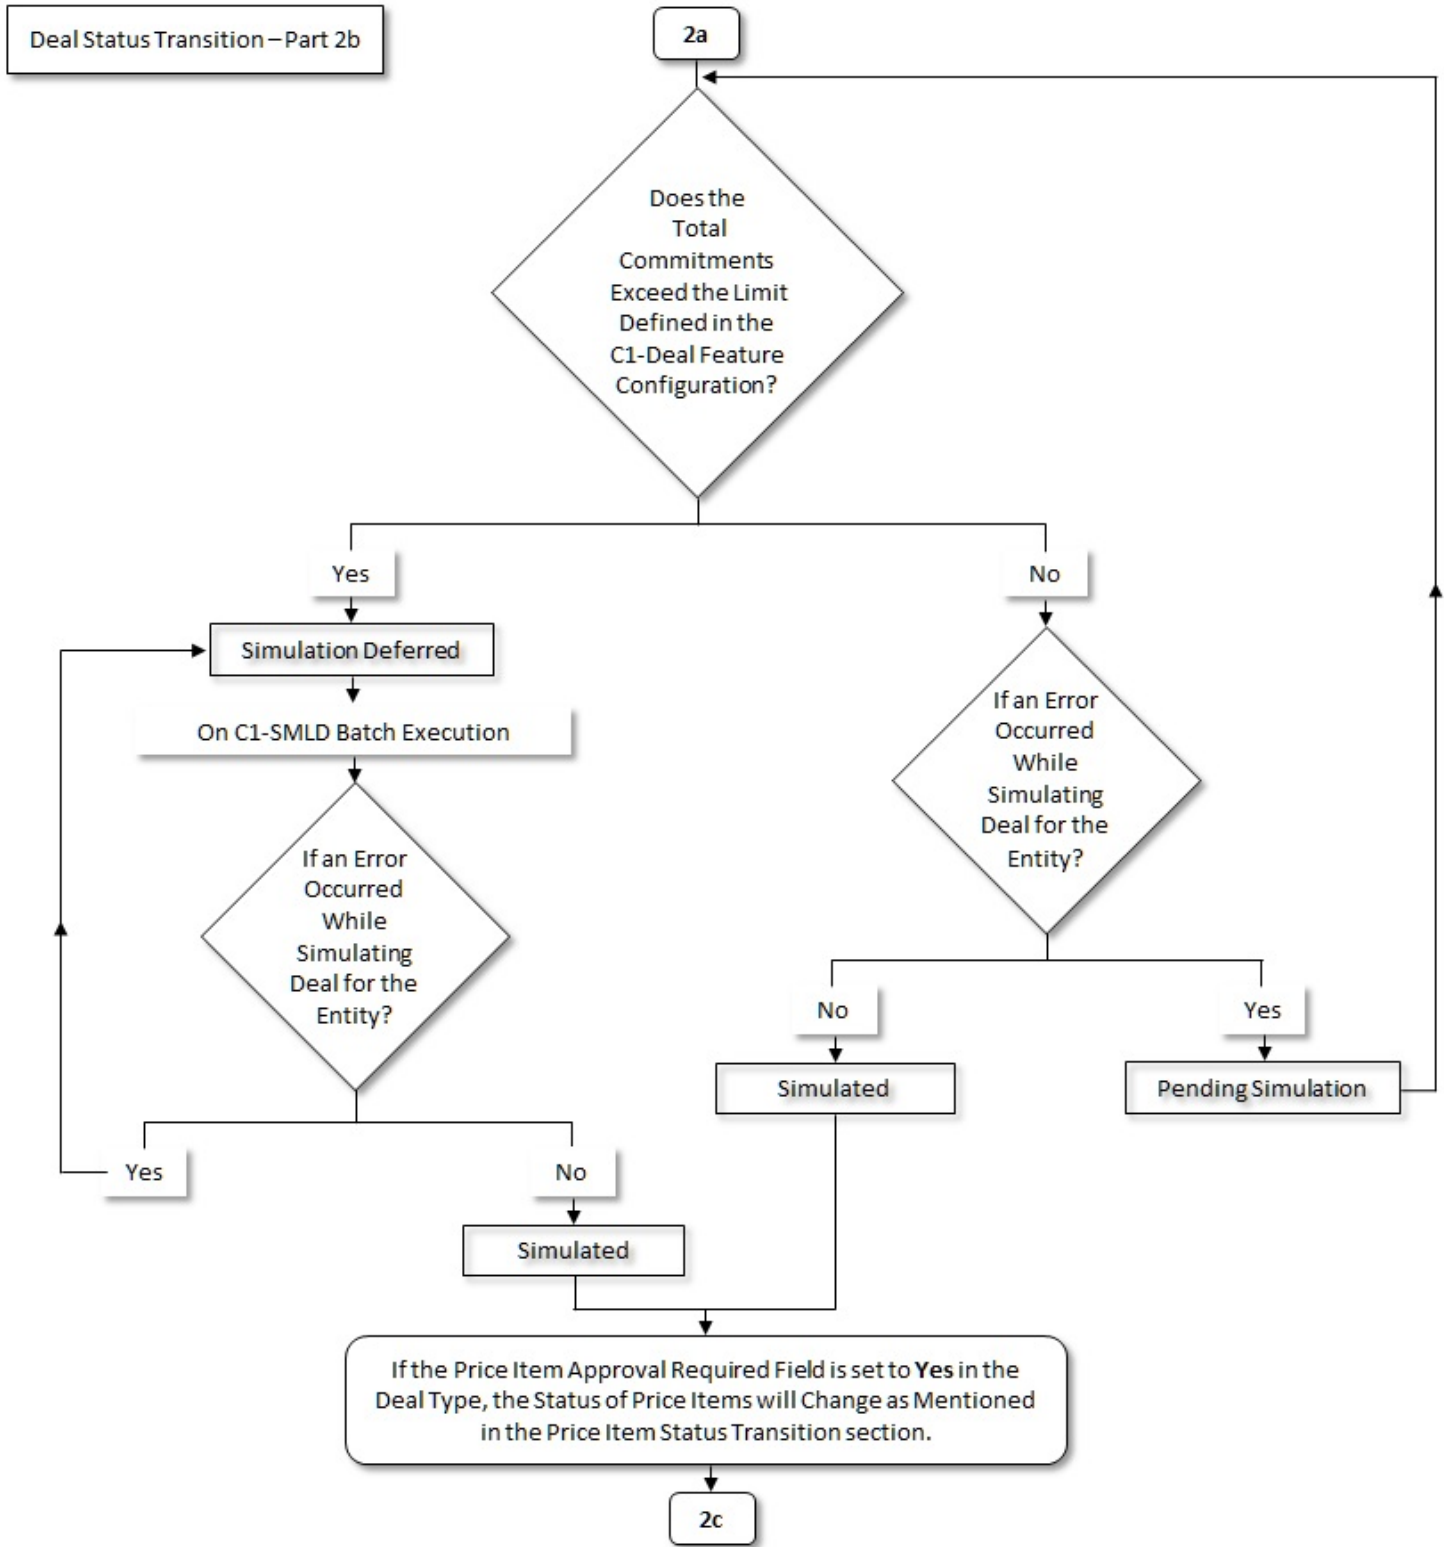 Deal Status Transition – Part 2b
2a
Does the
Total
Commitments
Exceed the Limit
Defined in the
C1-Deal Feature
Configuration?
Yes
No
Simulation Deferred
On C1-SMLD Batch Execution
If an Error
Occurred
While
Simulating
Deal for the
Entity?
If an Error
Occurred
While
Simulating
Deal for the
Entity?
No
Yes
Simulated
Pending Simulation
Yes
No
Simulated
If the Price Item Approval Required Field is set to Yes in the
Deal Type, the Status of Price Items will Change as Mentioned
in the Price Item Status Transition section.
2c